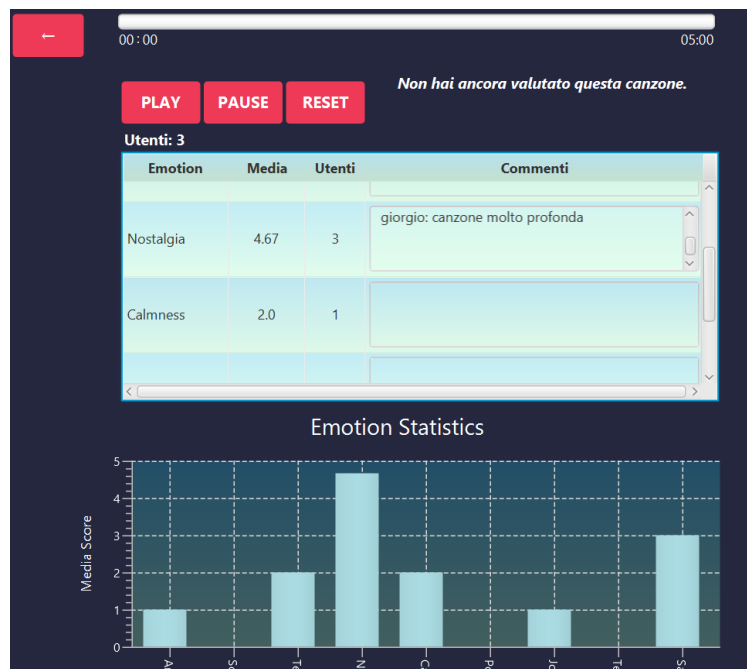 ←
00:00 05:00
Non hai ancora valutato questa canzone.
PLAY PAUSE RESET
Utenti: 3
Emotion Media Utenti Commenti
giorgio: canzone molto profonda
Nostalgia 4.67 3
Calmness 2.0 1
Emotion Statistics
5
4
3
2
1
0
Media Score